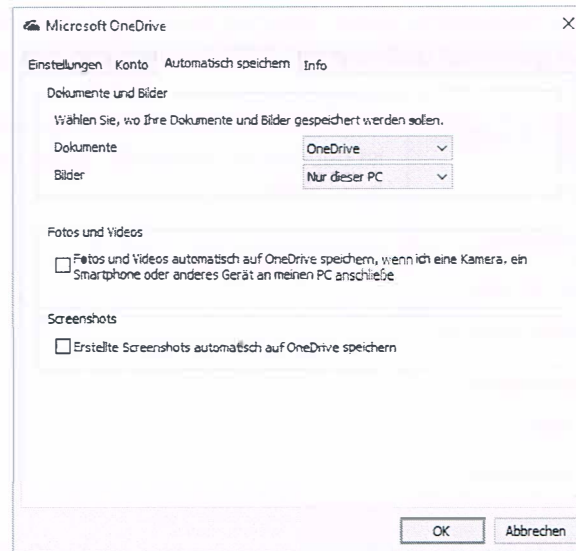 Microsoft OneDrive
Einstellungen Konto Automatisch speichern Info
Dokumente und Bilder
Wählen Sie, wo Ihre Dokumente und Bilder gespeichert werden sollen.
Dokumente OneDrive
Bilder Nur dieser PC
Fotos und Videos
Fotos und Videos automatisch auf OneDrive speichern, wenn ich eine Kamera, ein
Smartphone oder anderes Gerät an meinen PC anschließe
Screenshots
Erstellte Screenshots automatisch auf OneDrive speichern
OK Abbrechen